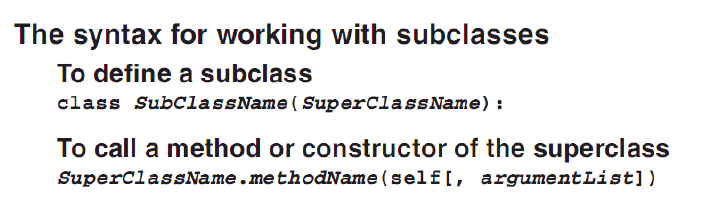 The syntax for working with subclasses
To define a subclass
class SubClassName(SuperClassName):
To call a method or constructor of the superclass
SuperClassName.methodName(self[, argumentList])